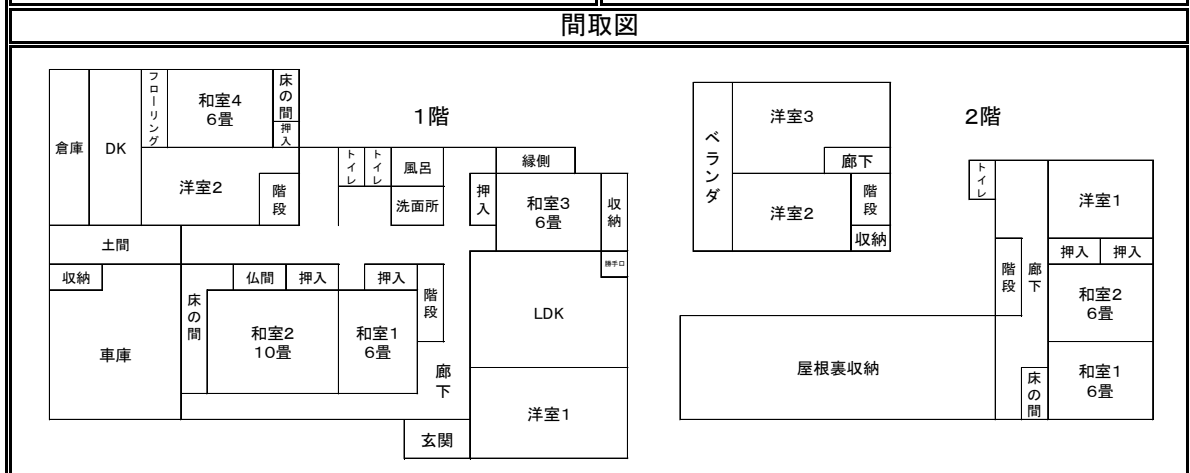 間取図
1階
倉庫
DK
フローリング
和室4
6畳
床の間
押入
洋室2
階段
トイレ
トイレ
風呂
洗面所
縁側
押入
和室3
6畳
収納
勝手口
土間
収納
車庫
床の間
仏間
押入
和室2
10畳
押入
和室1
6畳
階段
廊下
LDK
洋室1
玄関
2階
ベランダ
洋室3
廊下
洋室2
階段
収納
トイレ
洋室1
押入
押入
階段
廊下
和室2
6畳
屋根裏収納
床の間
和室1
6畳